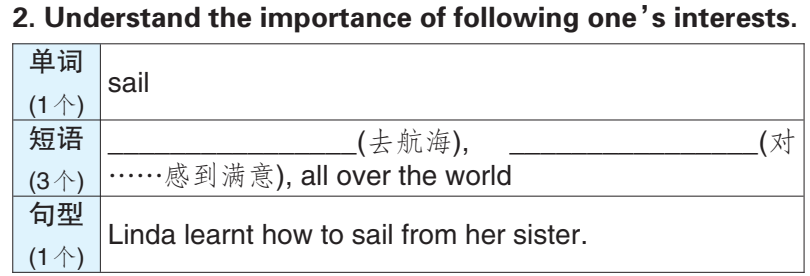 2. Understand the importance of following one’s interests.
单词
(1个)
sail
短语
(3个)
________________(去航海), ________________(对
……感到满意), all over the world
句型
(1个)
Linda learnt how to sail from her sister.